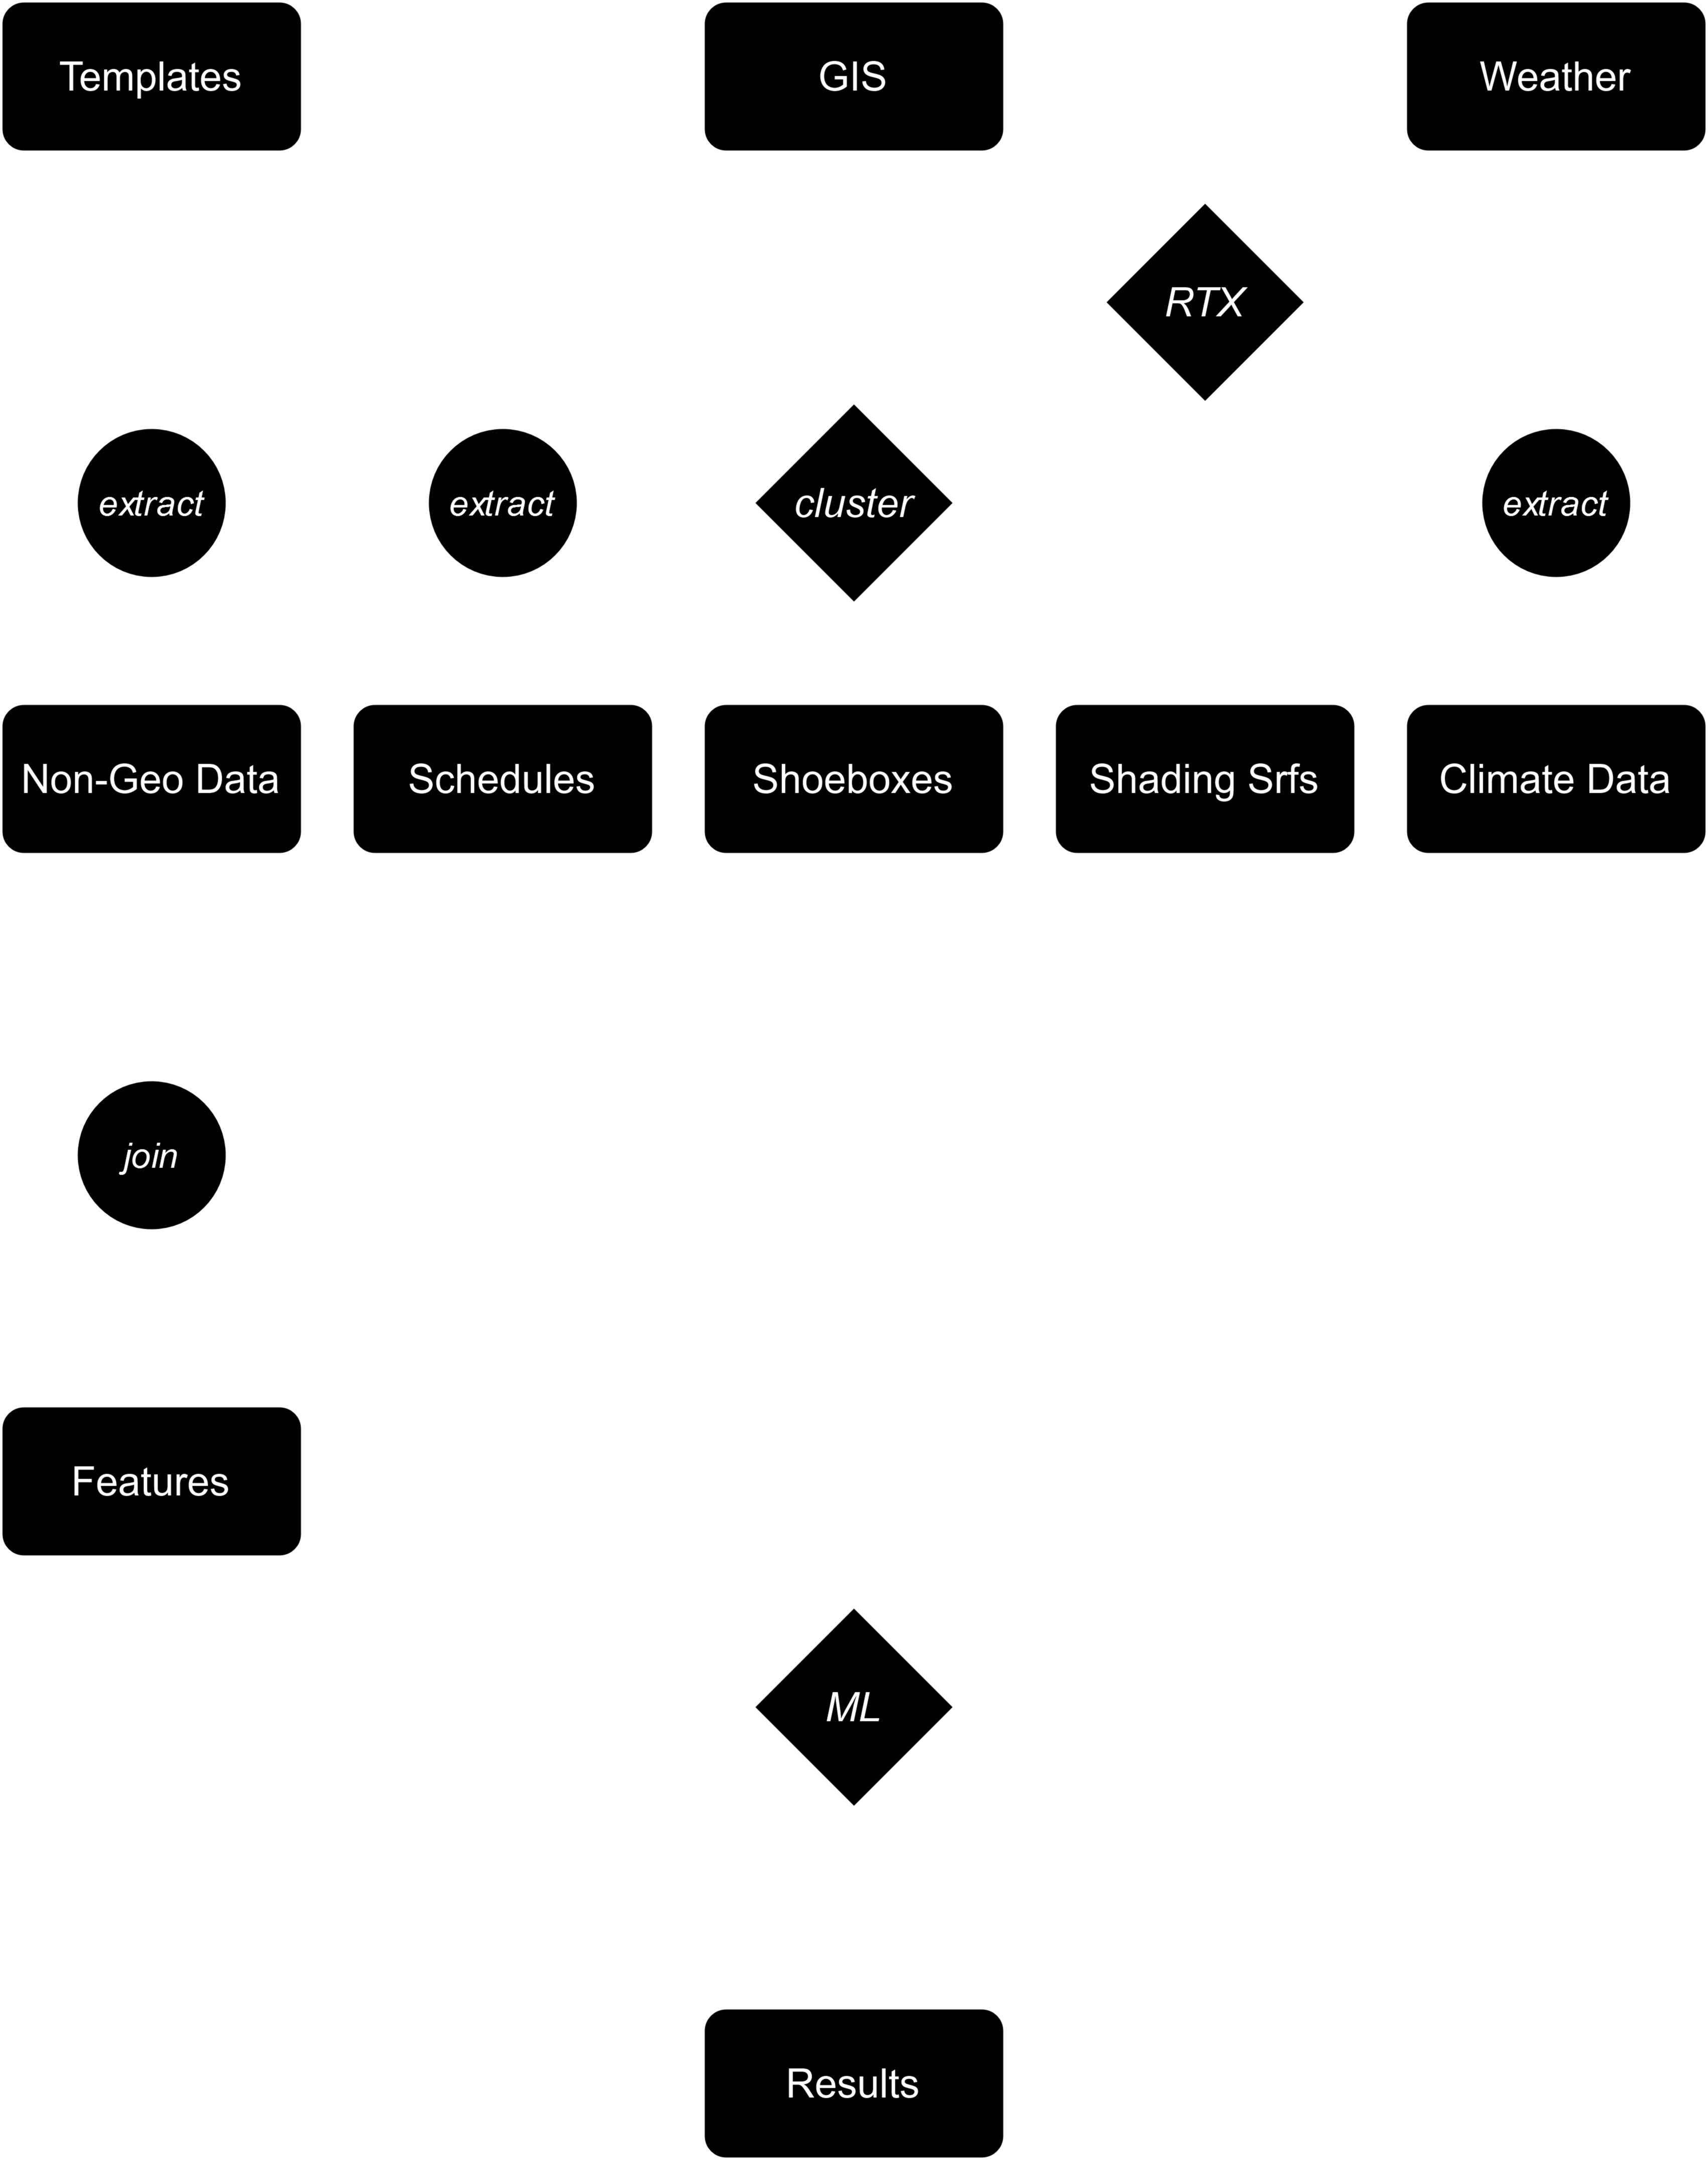 Templates
GIS
Weather
RTX
extract
extract
cluster
extract
Non-Geo Data
Schedules
Shoeboxes
Shading Srfs
Climate Data
join
Features
ML
Results